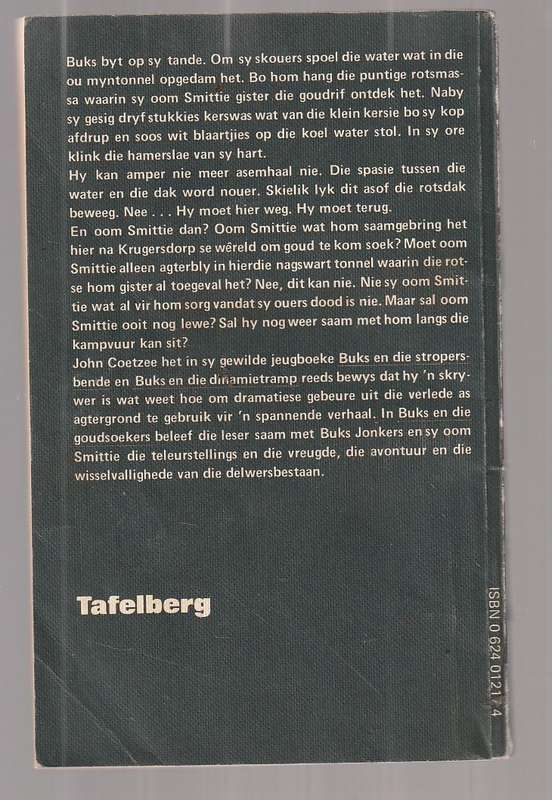 Buks byt op sy tande. Om sy skouers spoel die water wat in die
ou myntonnel opgedam het. Bo hom hang die puntige rotsmas-
sa waarin sy oom Smittie gister die goudrif ontdek het. Naby
sy gesig dryf stukkies kerswas wat van die klein kersie bo sy kop
afdrup en soos wit blaartjies op die koel water stol. In sy ore
klink die hamerslae van sy hart.
Hy kan amper nie meer asemhaal nie. Die spasie tussen die
water en die dak word nouer. Skielik lyk dit asof die rotsdak
beweeg. Nee . . . Hy moet hier weg. Hy moet terug.
En oom Smittie dan? Oom Smittie wat hom saamgebring het
hier na Krugersdorp se wêreld om goud te kom soek? Moet oom
Smittie alleen agterbly in hierdie nagswart tonnel waarin die rot-
se hom gister al toegeval het? Nee, dit kan nie. Nie sy oom Smit-
tie wat al vir hom sorg vandat sy ouers dood is nie. Maar sal oom
Smittie ooit nog lewe? Sal hy nog weer saam met hom langs die
kampvuur kan sit?
John Coetzee het in sy gewilde jeugboeke Buks en die stropers-
bende en Buks en die dinamietramp reeds bewys dat hy 'n skry-
wer is wat weet hoe om dramatiese gebeure uit die verlede as
agtergrond te gebruik vir 'n spannende verhaal. In Buks en die
goudsoekers beleef die leser saam met Buks Jonkers en sy oom
Smittie die teleurstellings en die vreugde, die avontuur en die
wisselvallighede van die delwersbestaan.
Tafelberg
ISBN 0 624 01217 4